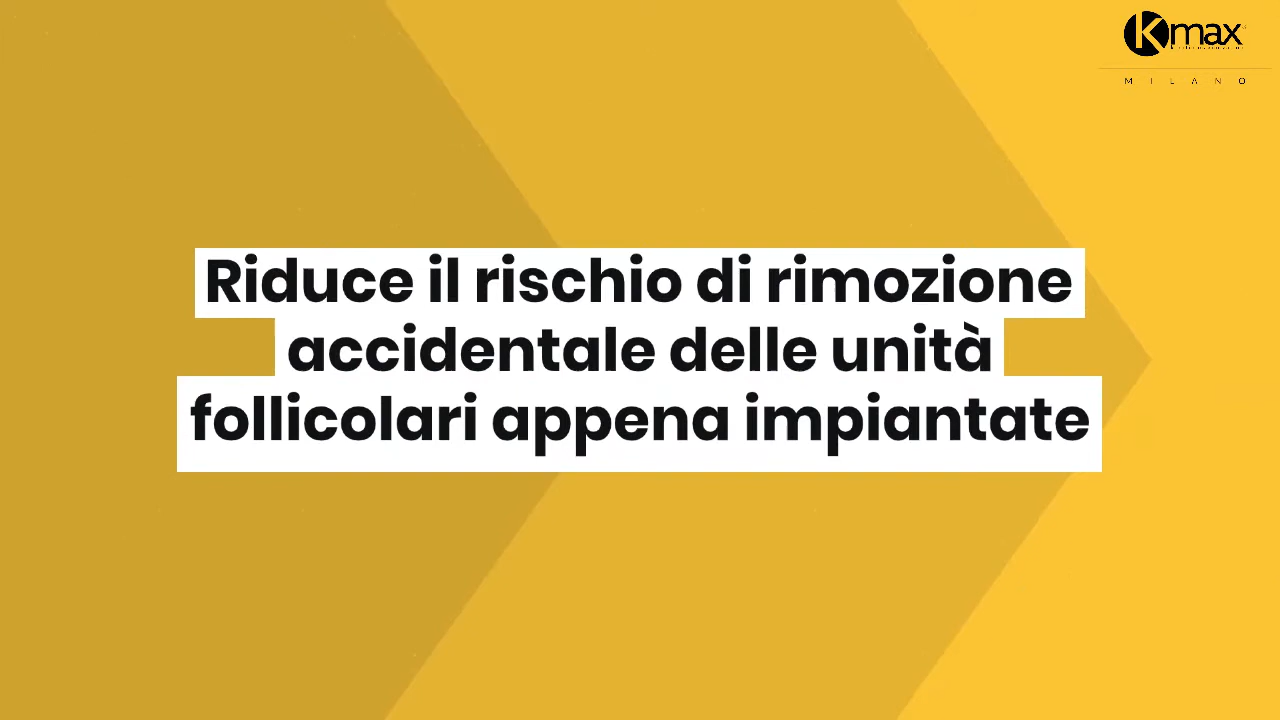 Kmax
MILANO
Riduce il rischio di rimozione
accidentale delle unità
follicolari appena impiantate